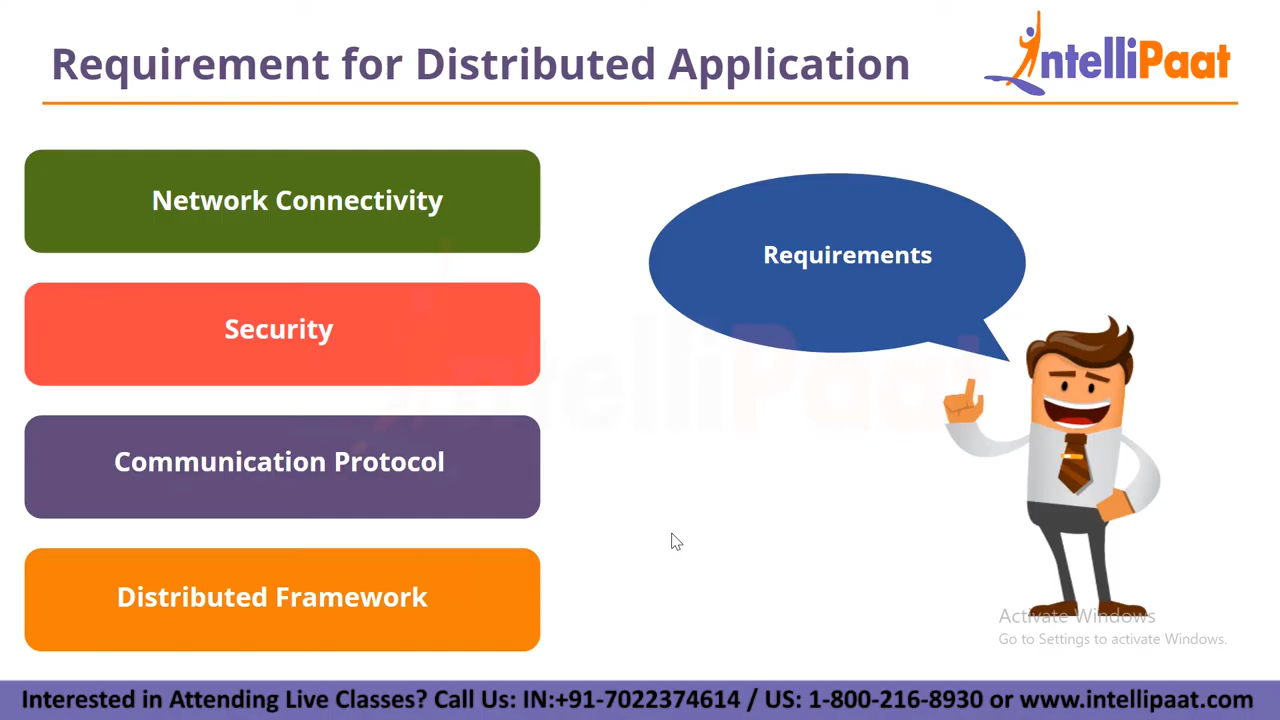 Requirement for Distributed Application
IntelliPaat
Network Connectivity
Requirements
Security
IntelliPaat
Communication Protocol
Distributed Framework
Activate Windows
Go to Settings to activate Windows.
Interested in Attending Live Classes? Call Us: IN:+91-7022374614 / US: 1-800-216-8930 or www.intellipaat.com